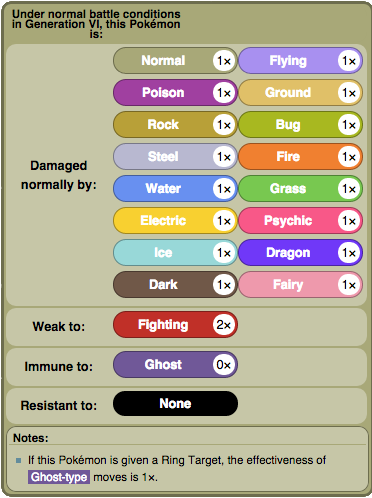 Under normal battle conditions
in Generation VI, this Pokémon
is:
Normal 1× Flying 1×
Poison 1× Ground 1×
Rock 1× Bug 1×
Steel 1× Fire 1×
Damaged
normally by:
Water 1× Grass 1×
Electric 1× Psychic 1×
Ice 1× Dragon 1×
Dark 1× Fairy 1×
Weak to: Fighting 2×
Immune to: Ghost 0×
Resistant to: None
Notes:
If this Pokémon is given a Ring Target, the effectiveness of
Ghost-type moves is 1×.